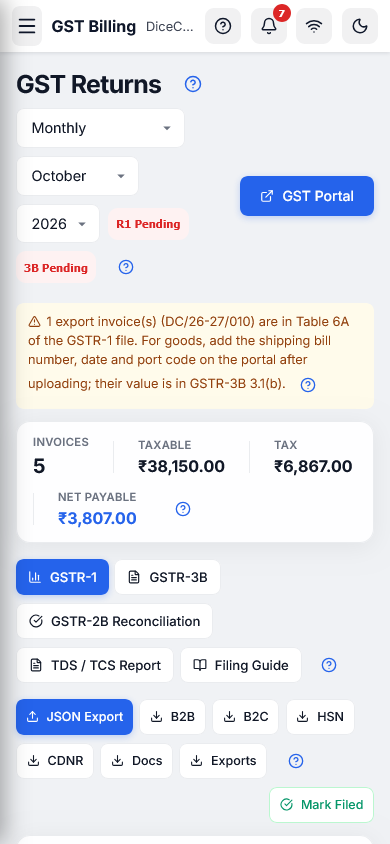 GST Billing DiceC... 7
GST Returns
Monthly
October
GST Portal
2026 R1 Pending
3B Pending
1 export invoice(s) (DC/26-27/010) are in Table 6A
of the GSTR-1 file. For goods, add the shipping bill
number, date and port code on the portal after
uploading; their value is in GSTR-3B 3.1(b).
INVOICES TAXABLE TAX
5 ₹38,150.00 ₹6,867.00
NET PAYABLE
₹3,807.00
GSTR-1 GSTR-3B
GSTR-2B Reconciliation
TDS / TCS Report Filing Guide
JSON Export B2B B2C HSN
CDNR Docs Exports
Mark Filed